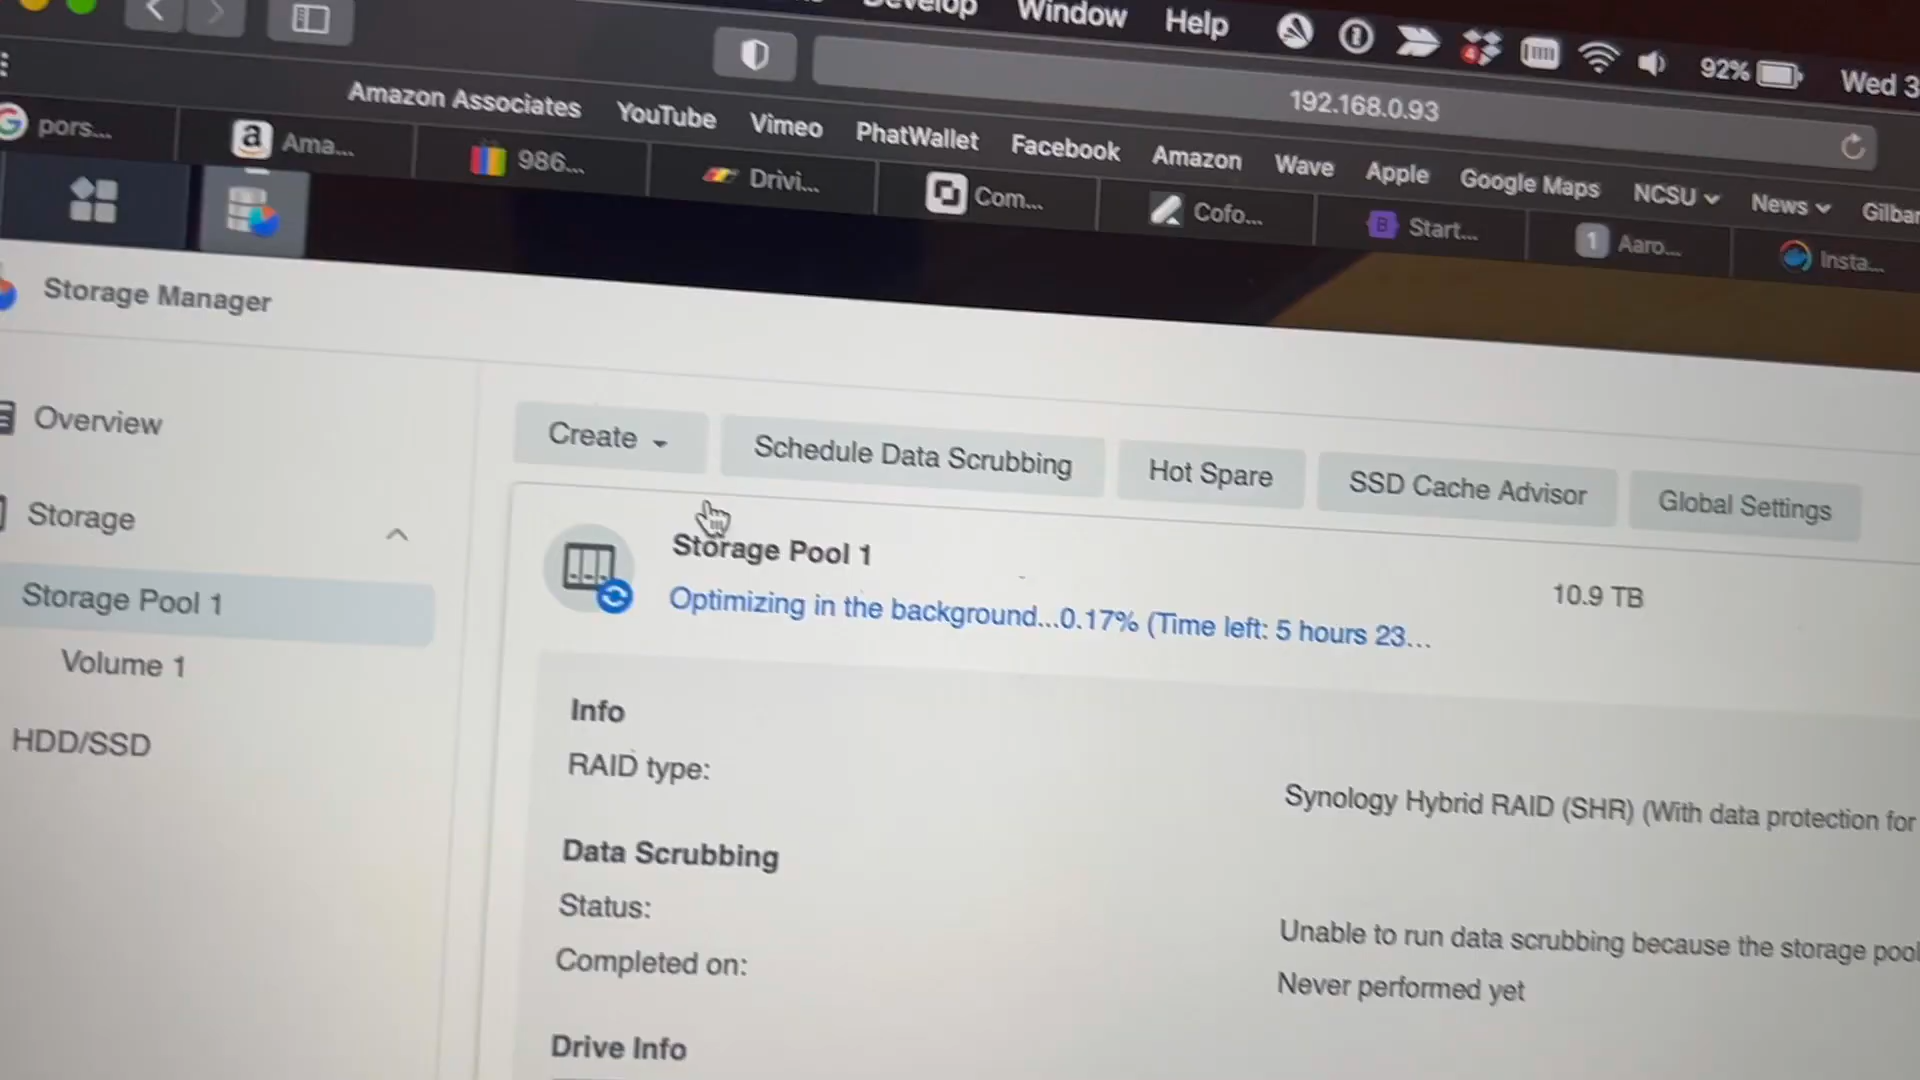 Develop Window Help 92% Wed 3
192.168.0.93
Amazon Associates YouTube Vimeo PhatWallet Facebook Amazon Wave Apple Google Maps NCSU News Gilbar
pors... Ama... 986... Drivi... Com... Cofo... Start... Aaro... Insta...
Storage Manager
Overview
Storage
Storage Pool 1
Volume 1
HDD/SSD
Create Schedule Data Scrubbing Hot Spare SSD Cache Advisor Global Settings
Storage Pool 1
10.9 TB
Optimizing in the background...0.17% (Time left: 5 hours 23...
Info
RAID type:
Synology Hybrid RAID (SHR) (With data protection for
Data Scrubbing
Status:
Unable to run data scrubbing because the storage pool
Completed on:
Never performed yet
Drive Info